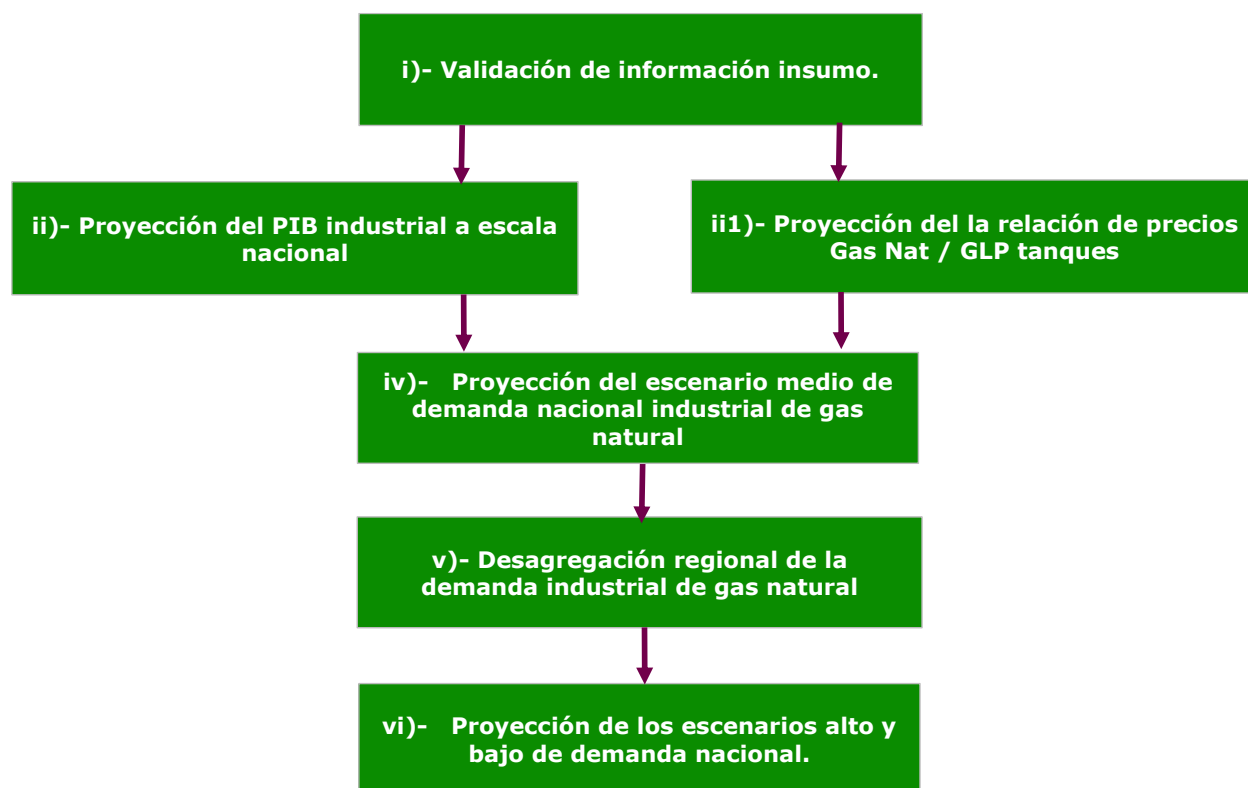 i)- Validación de información insumo.
ii)- Proyección del PIB industrial a escala
nacional
ii1)- Proyección del la relación de precios
Gas Nat / GLP tanques
iv)- Proyección del escenario medio de
demanda nacional industrial de gas
natural
v)- Desagregación regional de la
demanda industrial de gas natural
vi)- Proyección de los escenarios alto y
bajo de demanda nacional.